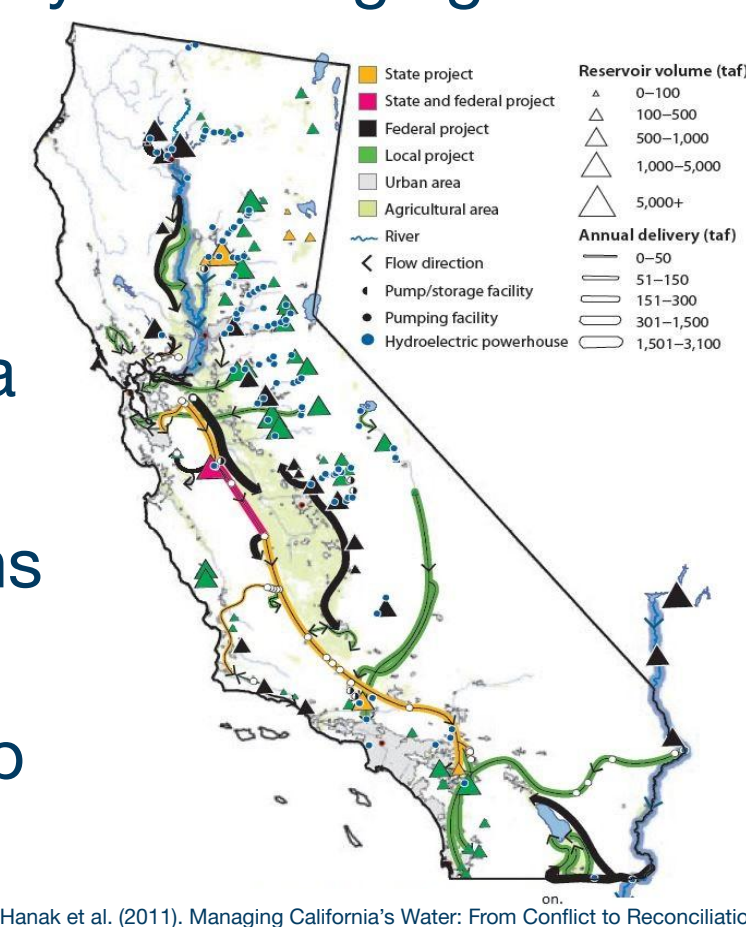 State project
State and federal project
Federal project
Local project
Urban area
Agricultural area
River
Flow direction
Pump/storage facility
Pumping facility
Hydroelectric powerhouse
Reservoir volume (taf)
0–100
100–500
500–1,000
1,000–5,000
5,000+
Annual delivery (taf)
0–50
51–150
151–300
301–1,500
1,501–3,100
on.
Hanak et al. (2011). Managing California's Water: From Conflict to Reconciliatio